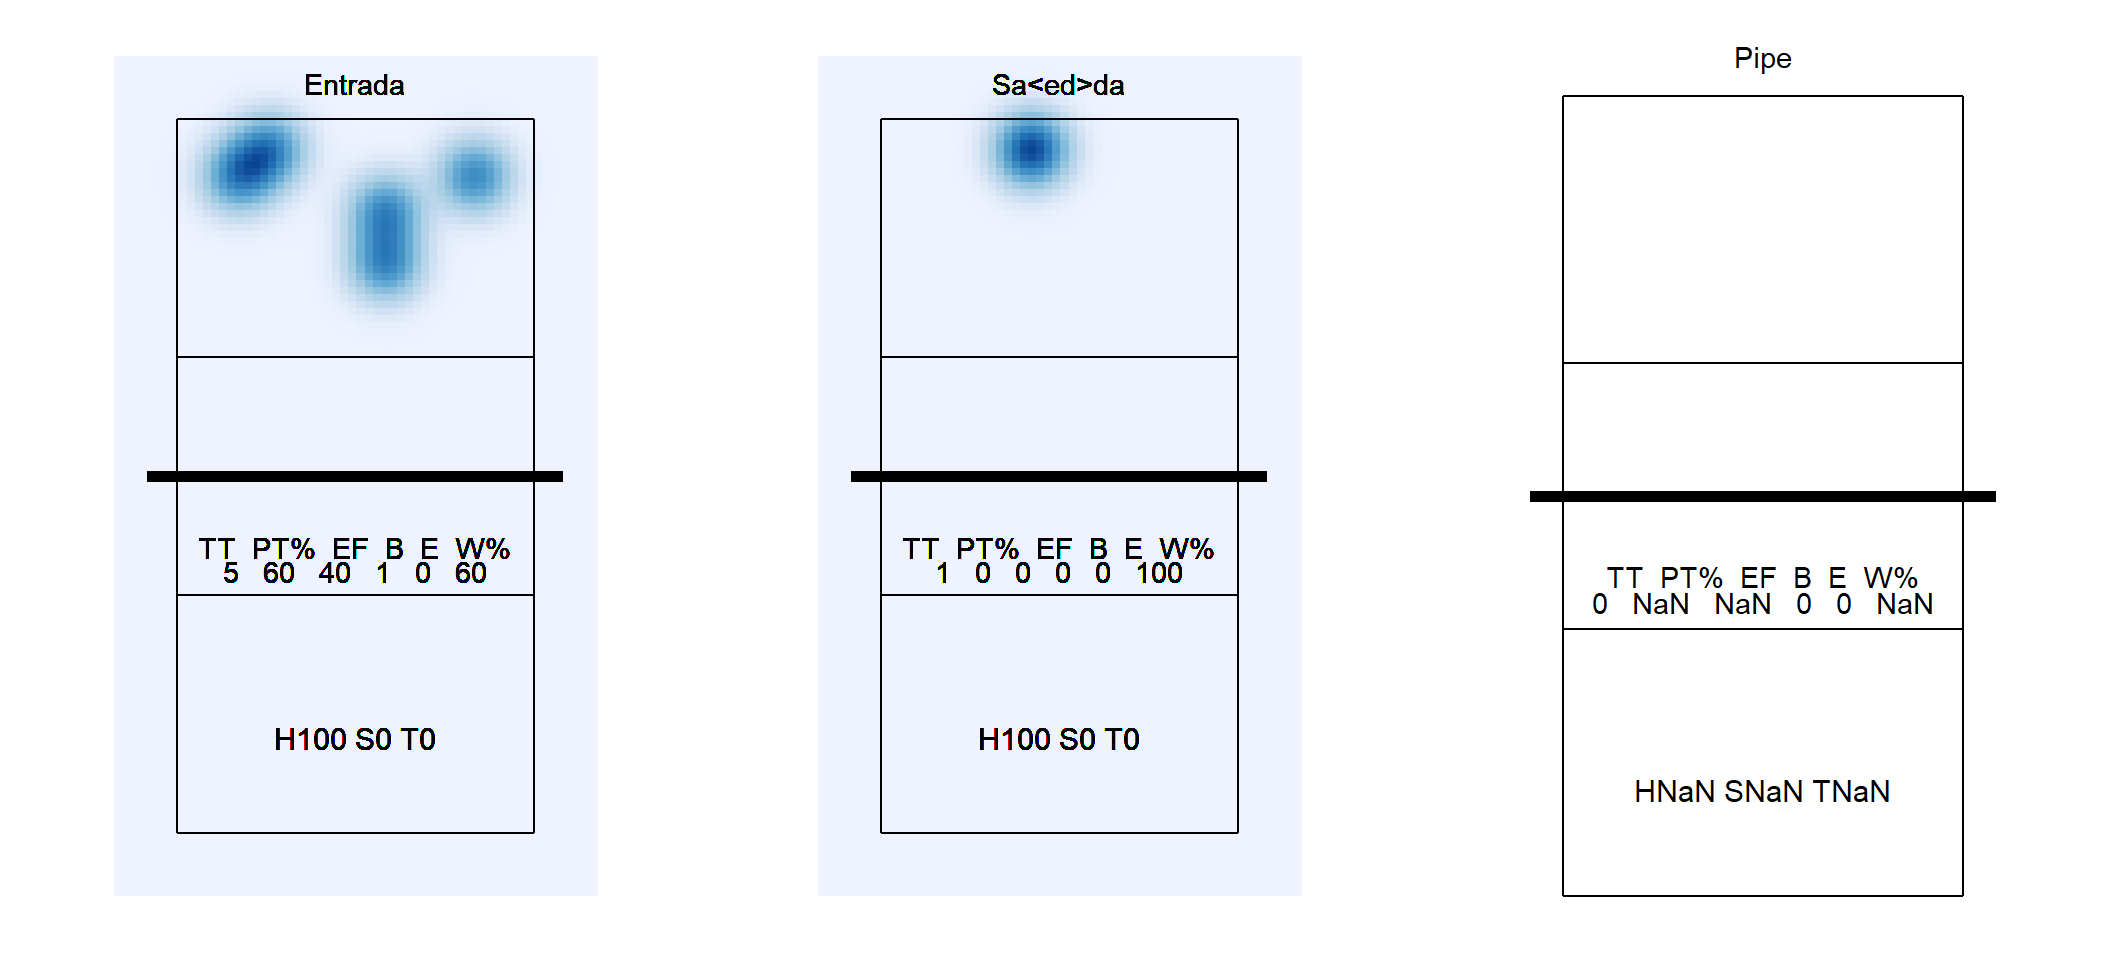 Entrada
TT PT% EF B E W%
5 60 40 1 0 60
H100 S0 T0
Sa<ed>da
TT PT% EF B E W%
1 0 0 0 0 100
H100 S0 T0
Pipe
TT PT% EF B E W%
0 NaN NaN 0 0 NaN
HNaN SNaN TNaN